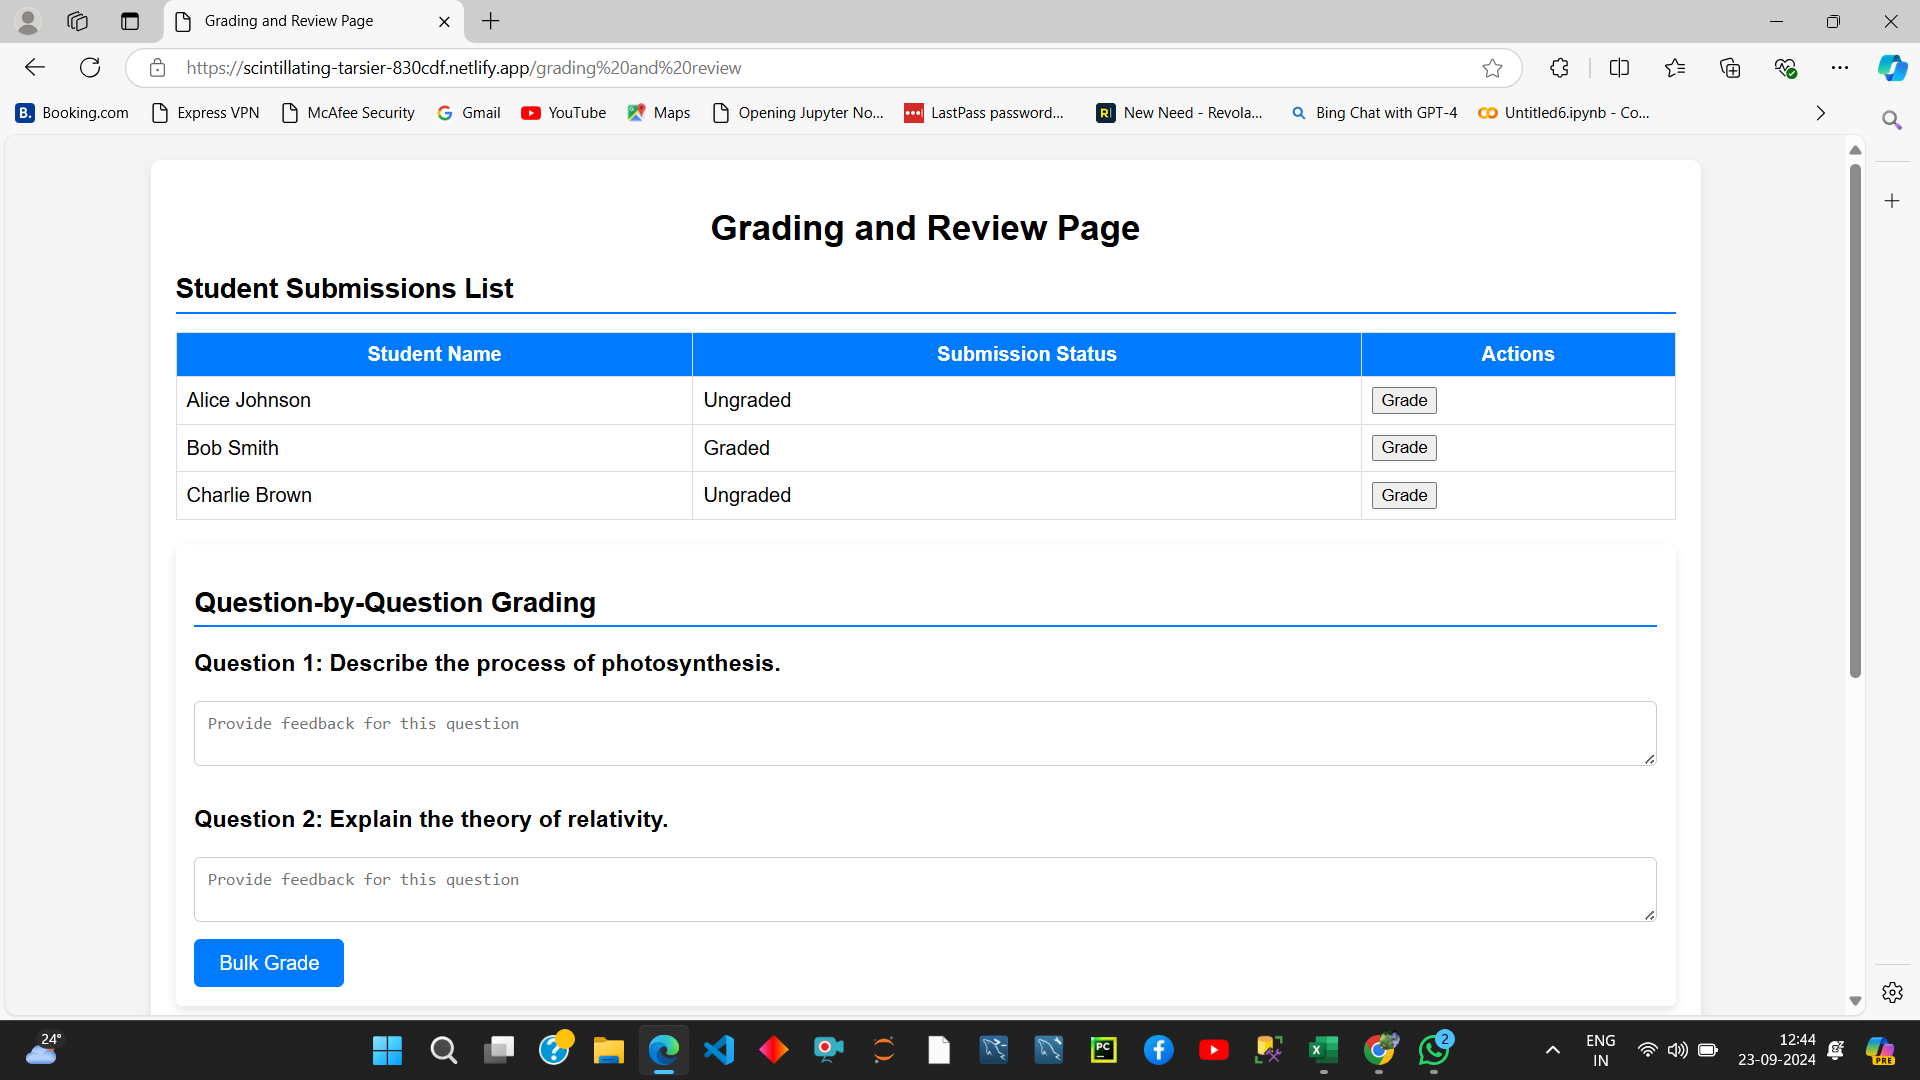 Grading and Review Page
https://scintillating-tarsier-830cdf.netlify.app/grading%20and%20review
B. Booking.com Express VPN McAfee Security Gmail YouTube Maps Opening Jupyter No... LastPass password... R| New Need - Revola... Bing Chat with GPT-4 Untitled6.ipynb - Co...
Grading and Review Page
Student Submissions List
Student Name Submission Status Actions
Alice Johnson Ungraded Grade
Bob Smith Graded Grade
Charlie Brown Ungraded Grade
Question-by-Question Grading
Question 1: Describe the process of photosynthesis.
Provide feedback for this question
Question 2: Explain the theory of relativity.
Provide feedback for this question
Bulk Grade
24° PC 2 ENG 12:44
IN 23-09-2024 PRE